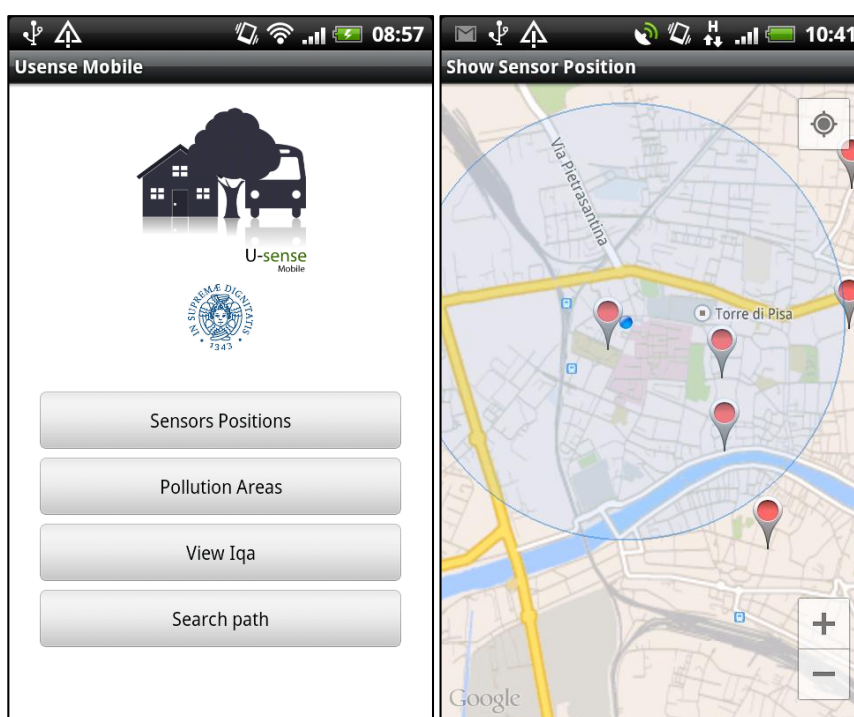 08:57
Usense Mobile
U-sense
Mobile
IN SUPREMÆ DIGNITATIS
• 1343 •
Sensors Positions
Pollution Areas
View Iqa
Search path
H
10:41
Show Sensor Position
Via Pietrasantina
Torre di Pisa
+
−
Google